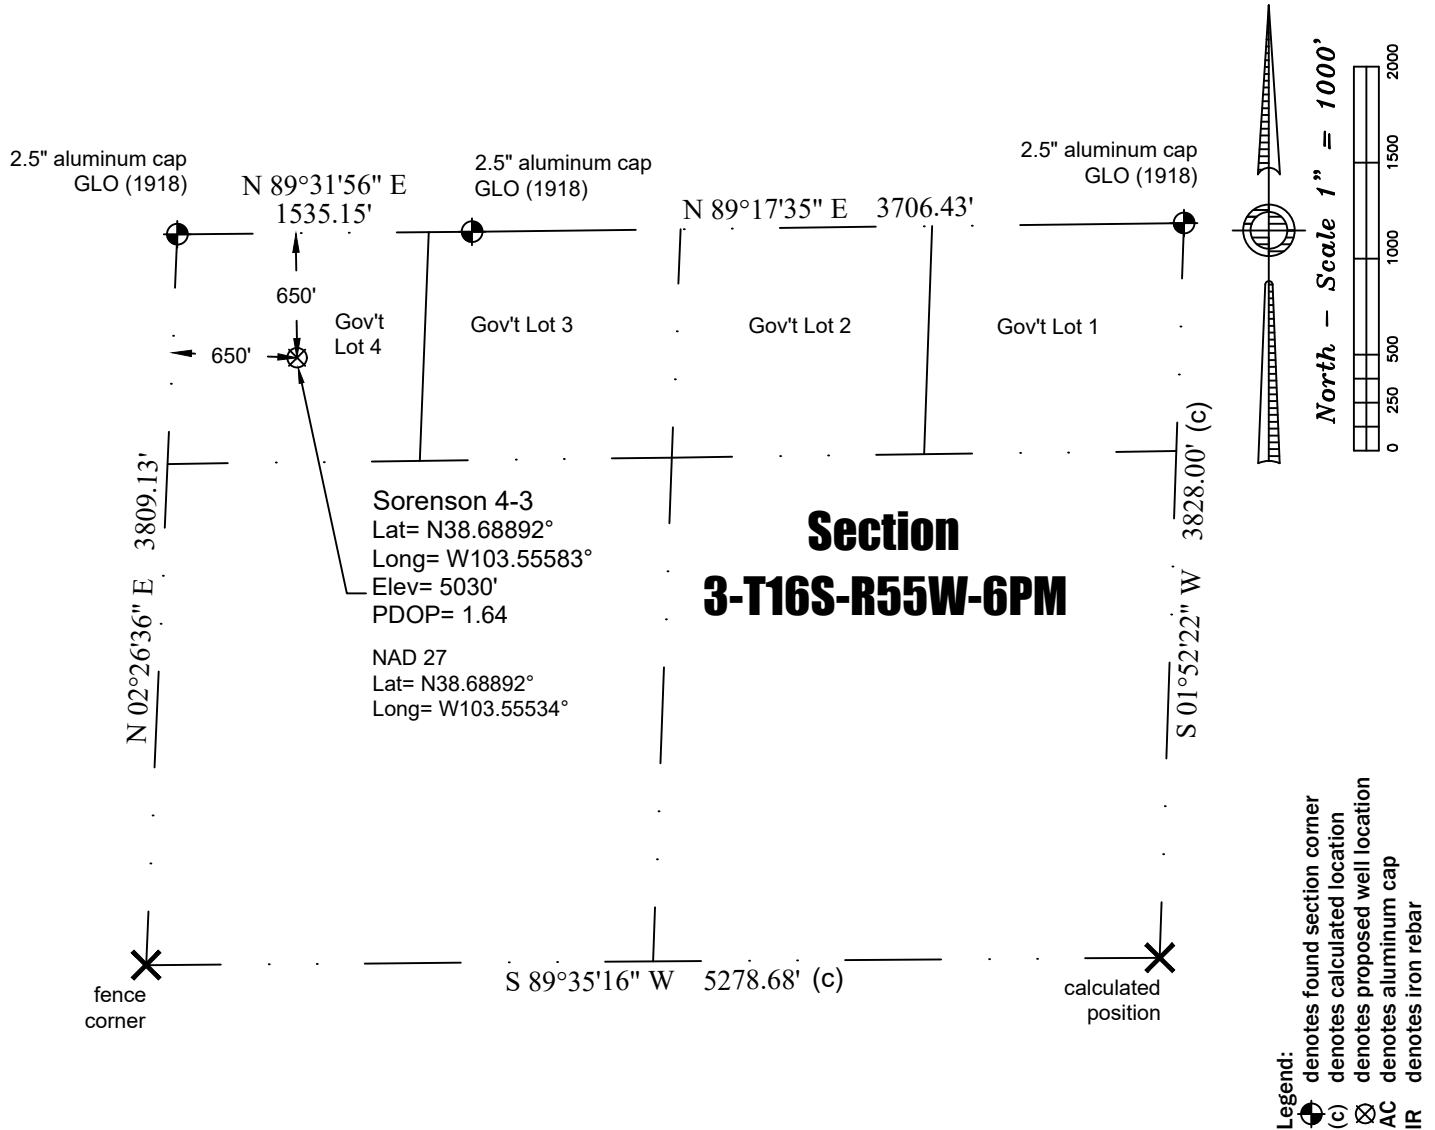 2.5" aluminum cap
GLO (1918)
N 89°31'56" E
1535.15'
2.5" aluminum cap
GLO (1918)
N 89°17'35" E 3706.43'
2.5" aluminum cap
GLO (1918)
650'
650'
Gov't
Lot 4
Gov't Lot 3
Gov't Lot 2
Gov't Lot 1
North - Scale 1" = 1000'
0 250 500 1000 1500 2000
N 02°26'36" E 3809.13'
Sorenson 4-3
Lat= N38.68892°
Long= W103.55583°
Elev= 5030'
PDOP= 1.64
NAD 27
Lat= N38.68892°
Long= W103.55534°
Section
3-T16S-R55W-6PM
S 01°52'22" W 3828.00' (c)
fence
corner
S 89°35'16" W 5278.68' (c)
calculated
position
Legend:
denotes found section corner
(c) denotes calculated location
denotes proposed well location
AC denotes aluminum cap
IR denotes iron rebar